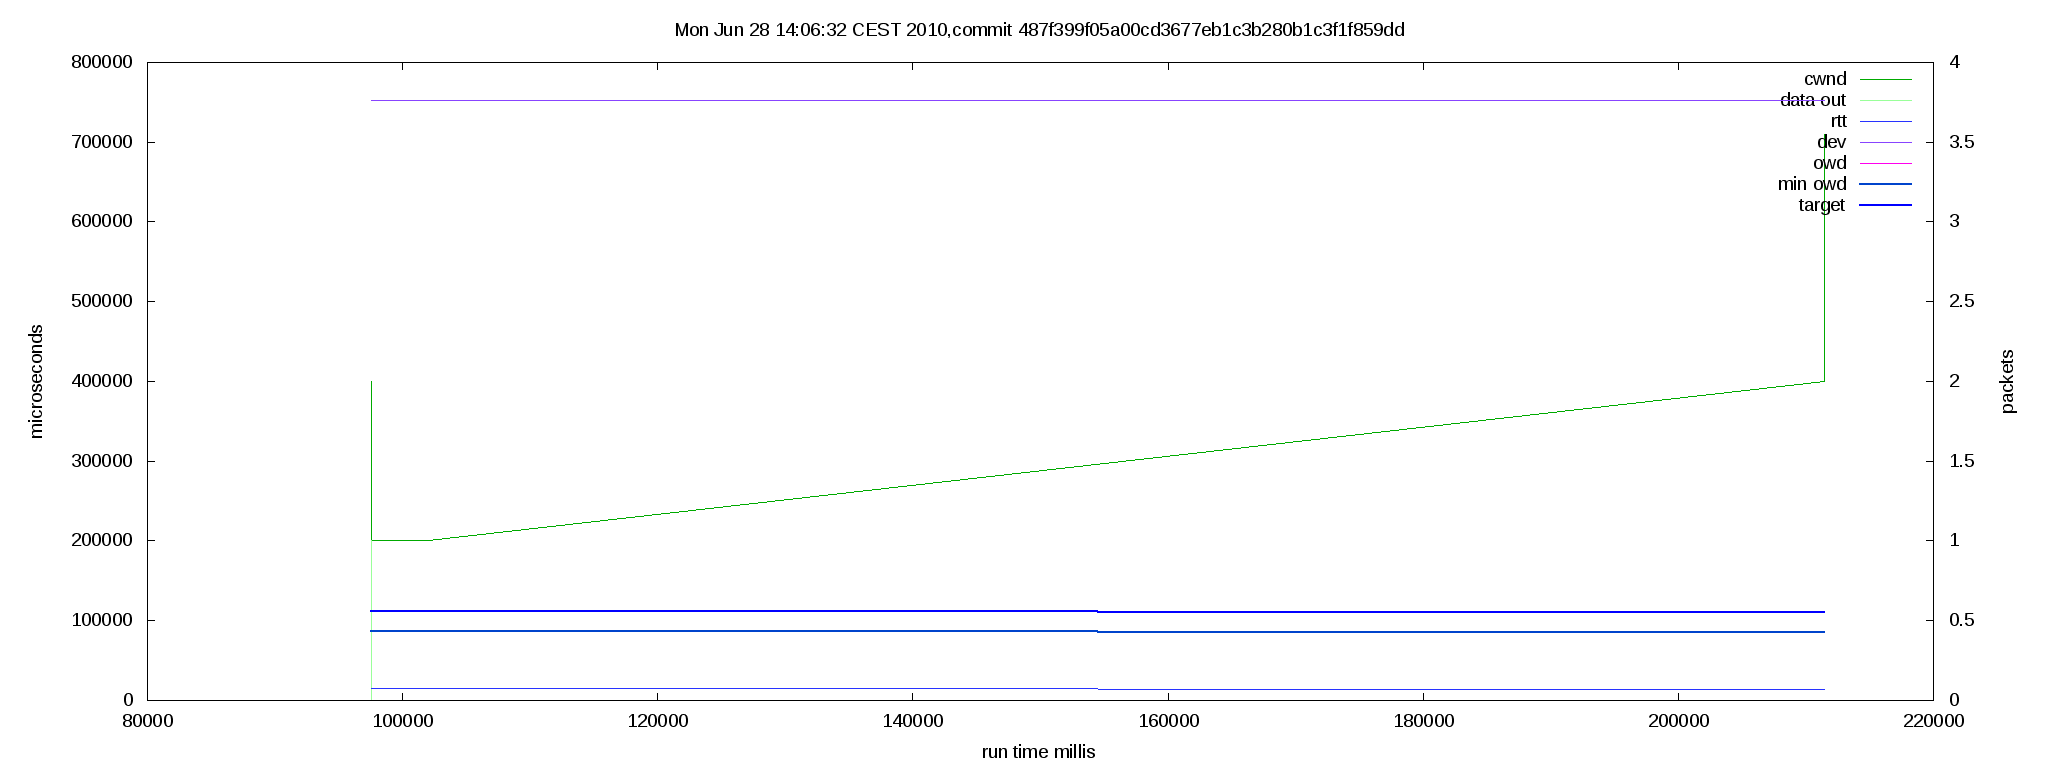 Mon Jun 28 14:06:32 CEST 2010,commit 487f399f05a00cd3677eb1c3b280b1c3f1f859dd
800000
700000
600000
500000
400000
300000
200000
100000
0
microseconds
4
3.5
3
2.5
2
1.5
1
0.5
0
packets
cwnd
data out
rtt
dev
owd
min owd
target
80000 100000 120000 140000 160000 180000 200000 220000
run time millis